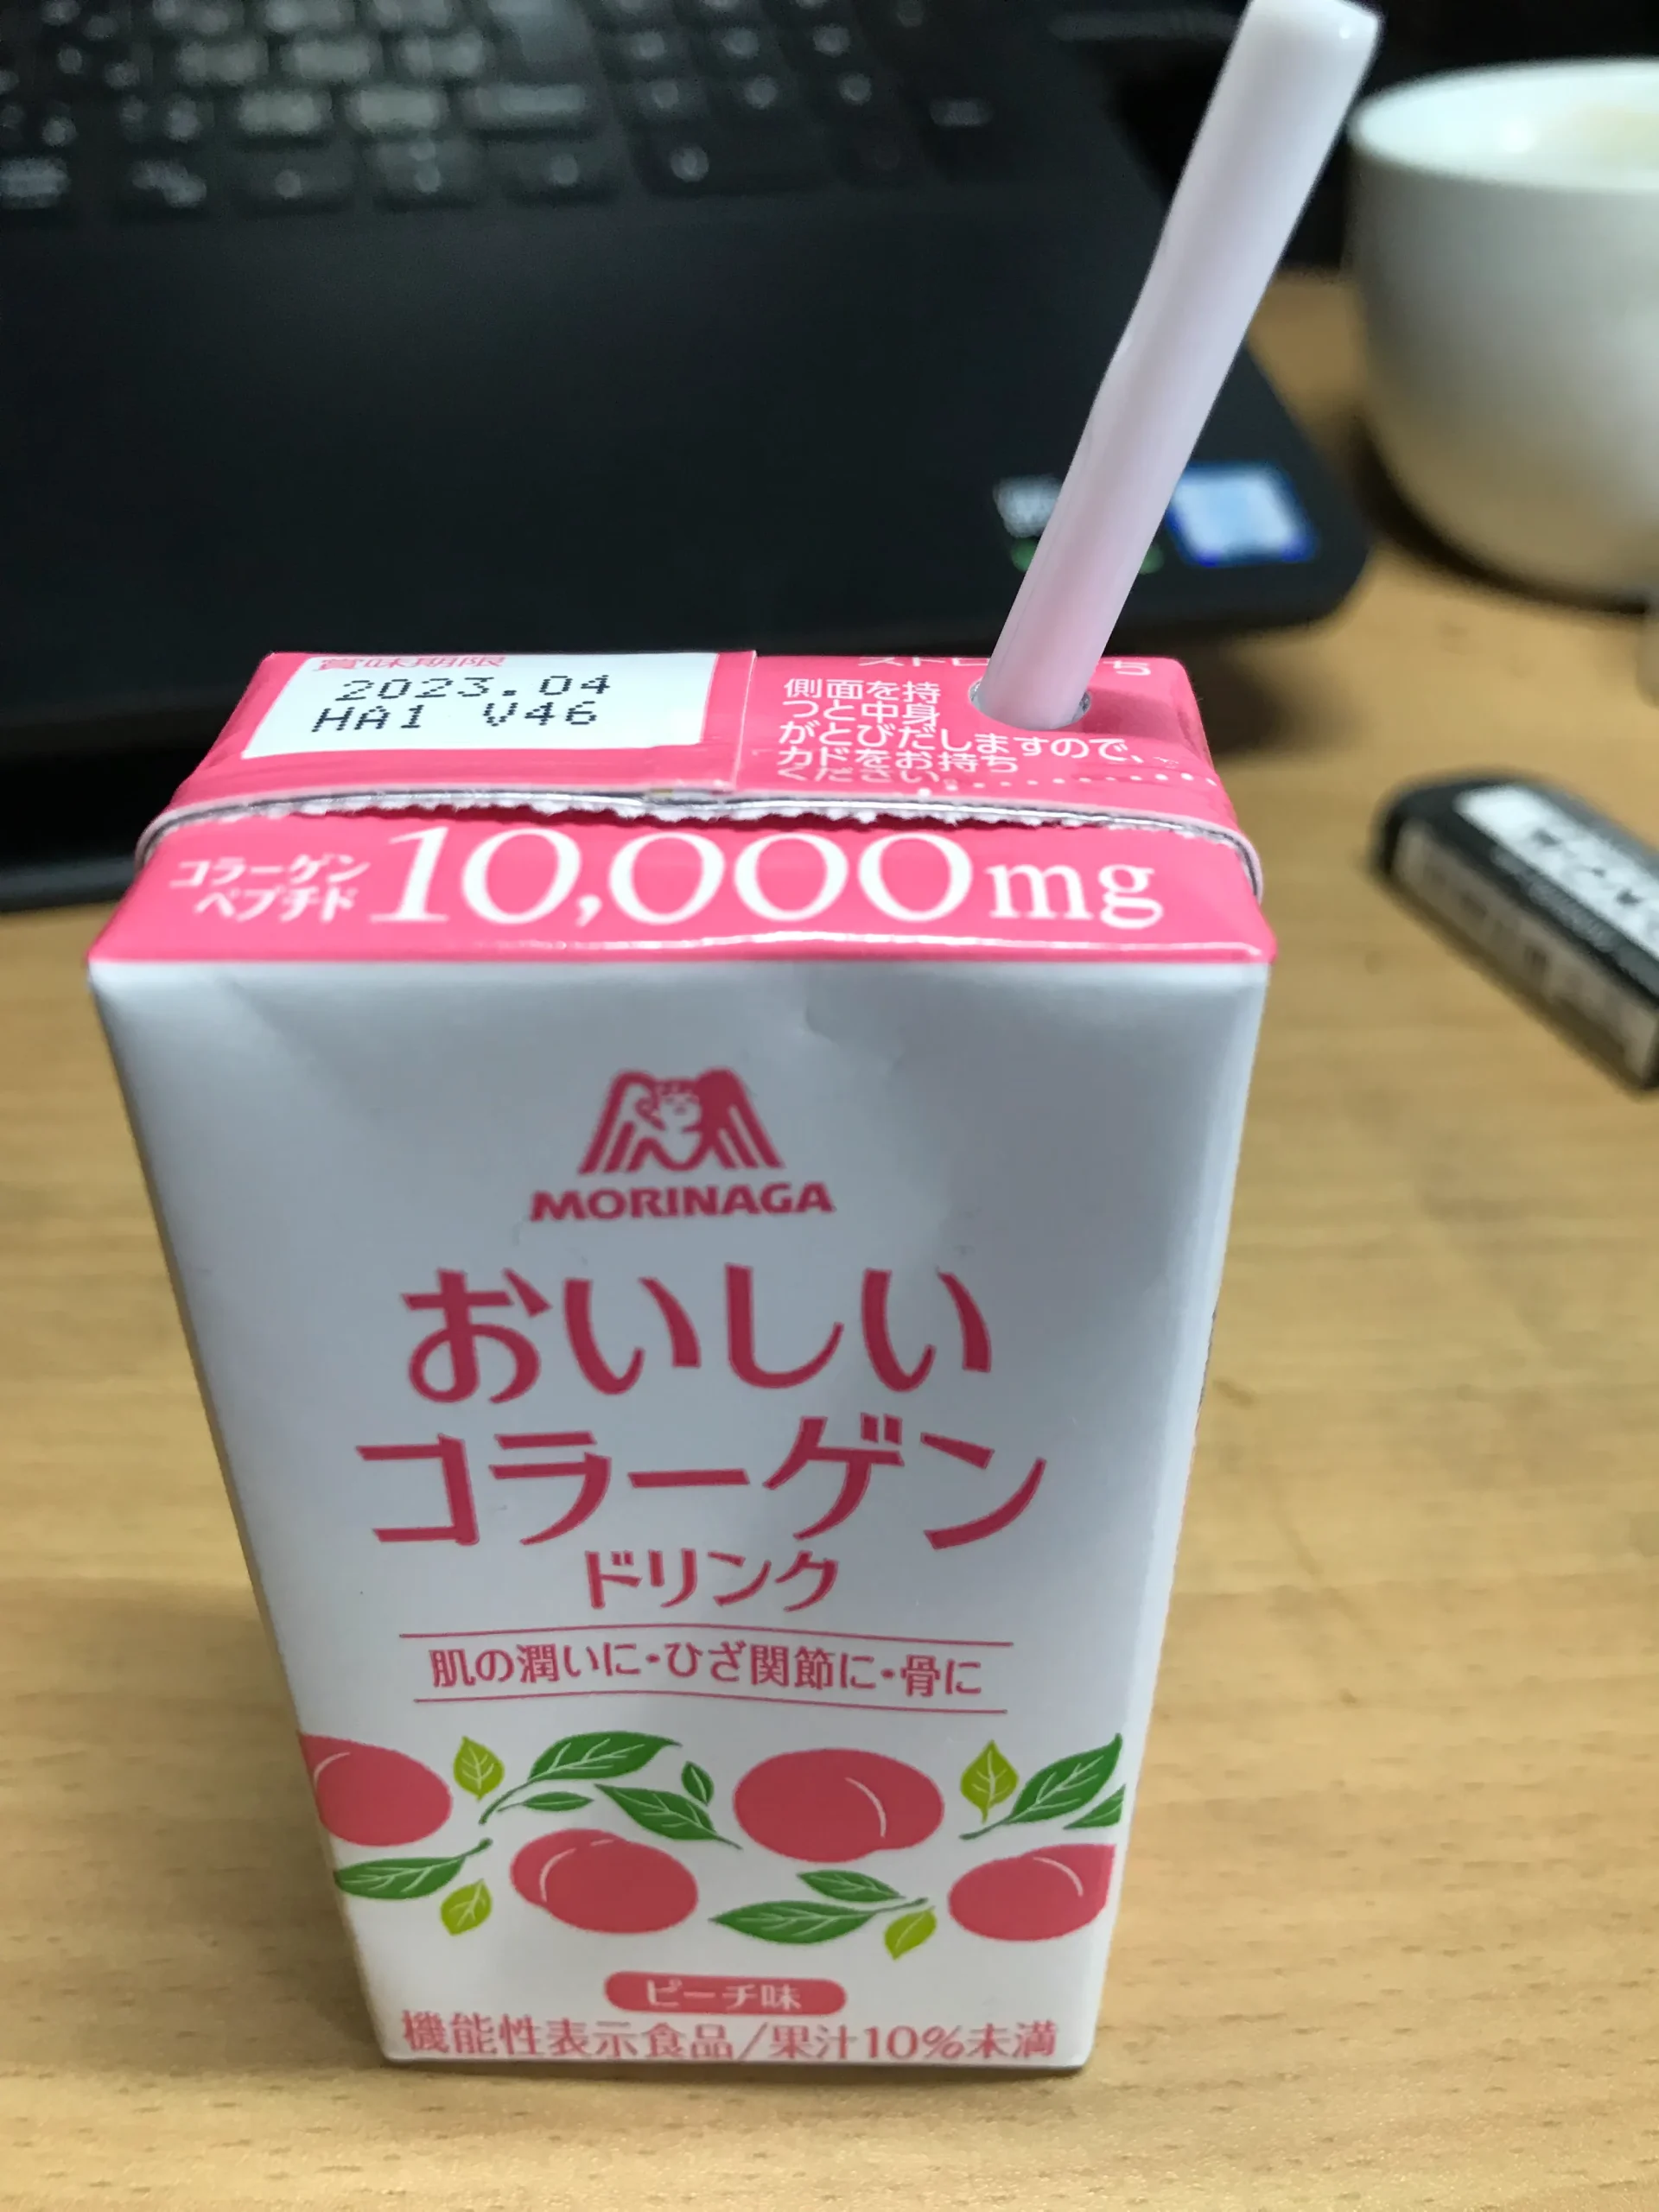 賞味期限
2023.04
HA1 V46
側面を持
つと中身
がとびだしますので、
カドをお持ち
ください。
コラーゲン
ペプチド
10,000mg
MORINAGA
おいしい
コラーゲン
ドリンク
肌の潤いに・ひざ関節に・骨に
ピーチ味
機能性表示食品/果汁10%未満